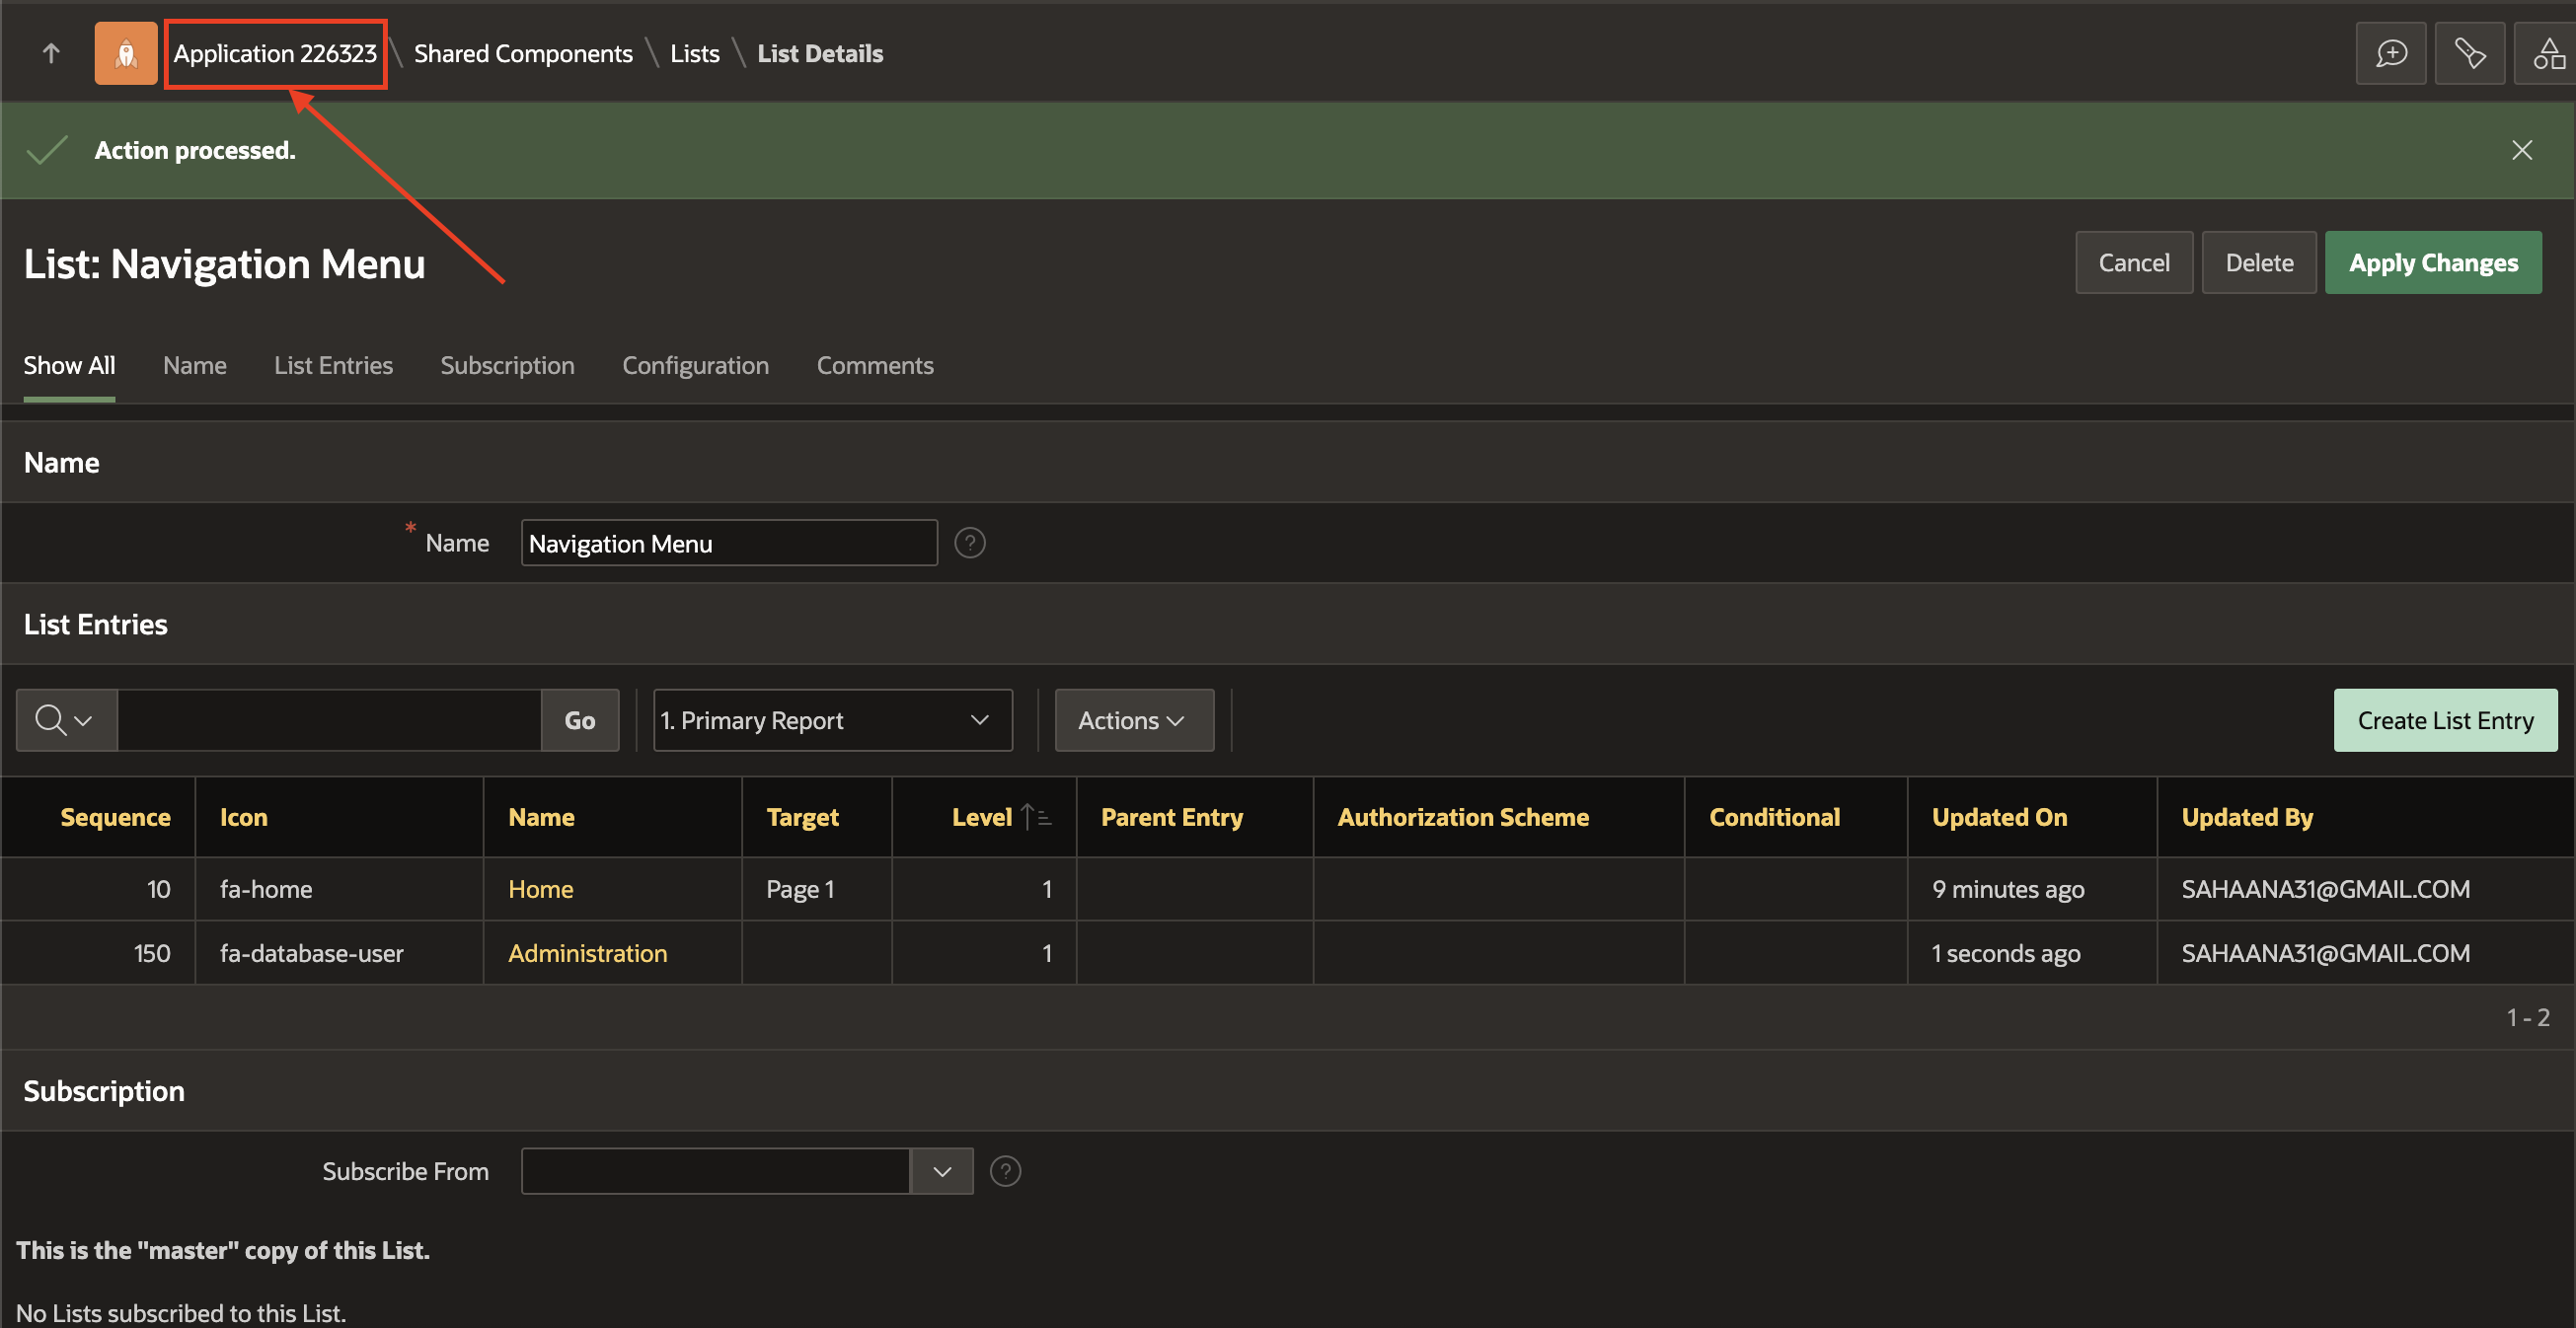 Application 226323 \ Shared Components \ Lists \ List Details
Action processed.
List: Navigation Menu
Cancel Delete Apply Changes
Show All Name List Entries Subscription Configuration Comments
Name
* Name Navigation Menu ?
List Entries
Go 1. Primary Report Actions Create List Entry
Sequence Icon Name Target Level Parent Entry Authorization Scheme Conditional Updated On Updated By
10 fa-home Home Page 1 1 9 minutes ago SAHAANA31@GMAIL.COM
150 fa-database-user Administration 1 1 seconds ago SAHAANA31@GMAIL.COM
1 - 2
Subscription
Subscribe From ?
This is the "master" copy of this List.
No Lists subscribed to this List.